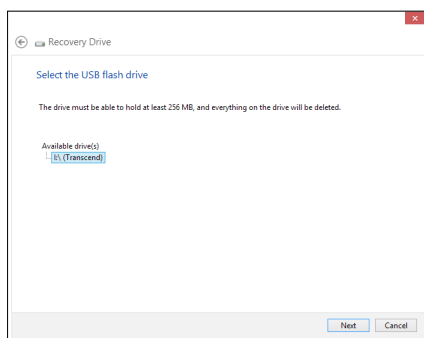 Recovery Drive
Select the USB flash drive
The drive must be able to hold at least 256 MB, and everything on the drive will be deleted.
Available drive(s)
I:\ (Transcend)
Next
Cancel